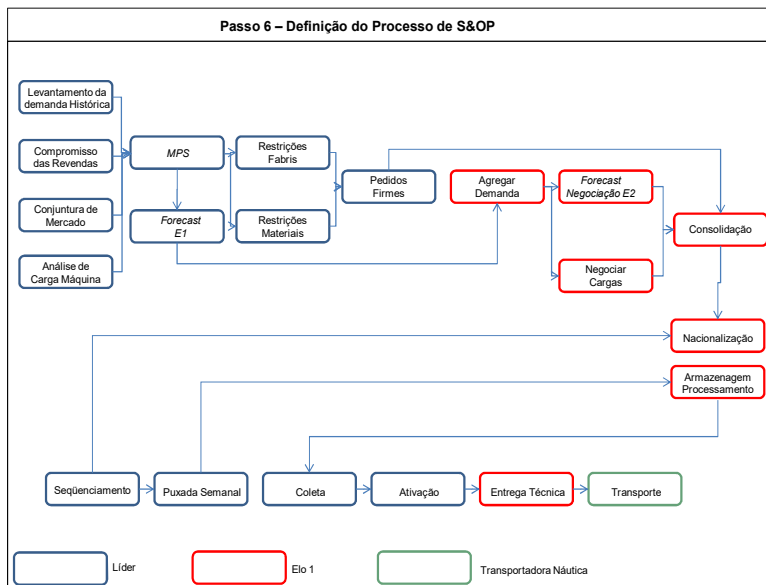 Passo 6 – Definição do Processo de S&OP
Levantamento da
demanda Histórica
Compromisso
das Revendas
Conjuntura de
Mercado
Análise de
Carga Máquina
MPS
Forecast
E1
Restrições
Fabris
Restrições
Materiais
Pedidos
Firmes
Agregar
Demanda
Forecast
Negociação E2
Negociar
Cargas
Consolidação
Nacionalização
Armazenagem
Processamento
Seqüenciamento
Puxada Semanal
Coleta
Ativação
Entrega Técnica
Transporte
Líder
Elo 1
Transportadora Náutica